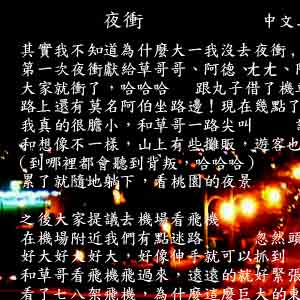 夜衝 中文
其實我不知道為什麼大一我沒去夜衝，
第一次夜衝獻給草哥哥、阿德、尤尤、阿
大家就衝了，哈哈哈 跟丸子借了機車
路上還有莫名阿伯坐路邊！現在幾點了
我真的很膽小，和草哥一路尖叫
和想像不一樣，山上有些攤販，遊客也
(到哪裡都會聽到背叛，哈哈哈)
累了就隨地躺下，看桃園的夜景
之後大家提議去機場看飛機
在機場附近我們有點迷路 忽然頭
好大好大好大 好像伸手就可以抓到
和草哥看飛機飛過來，遠遠的就好緊張
看了七八架飛機，為什麼這麼巨大的